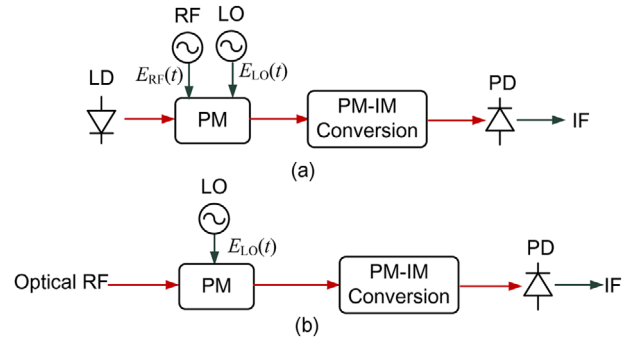 RF LO
E_RF(t) E_LO(t)
LD
PM
PM-IM
Conversion
PD
IF
(a)
LO
E_LO(t)
Optical RF
PM
PM-IM
Conversion
PD
IF
(b)